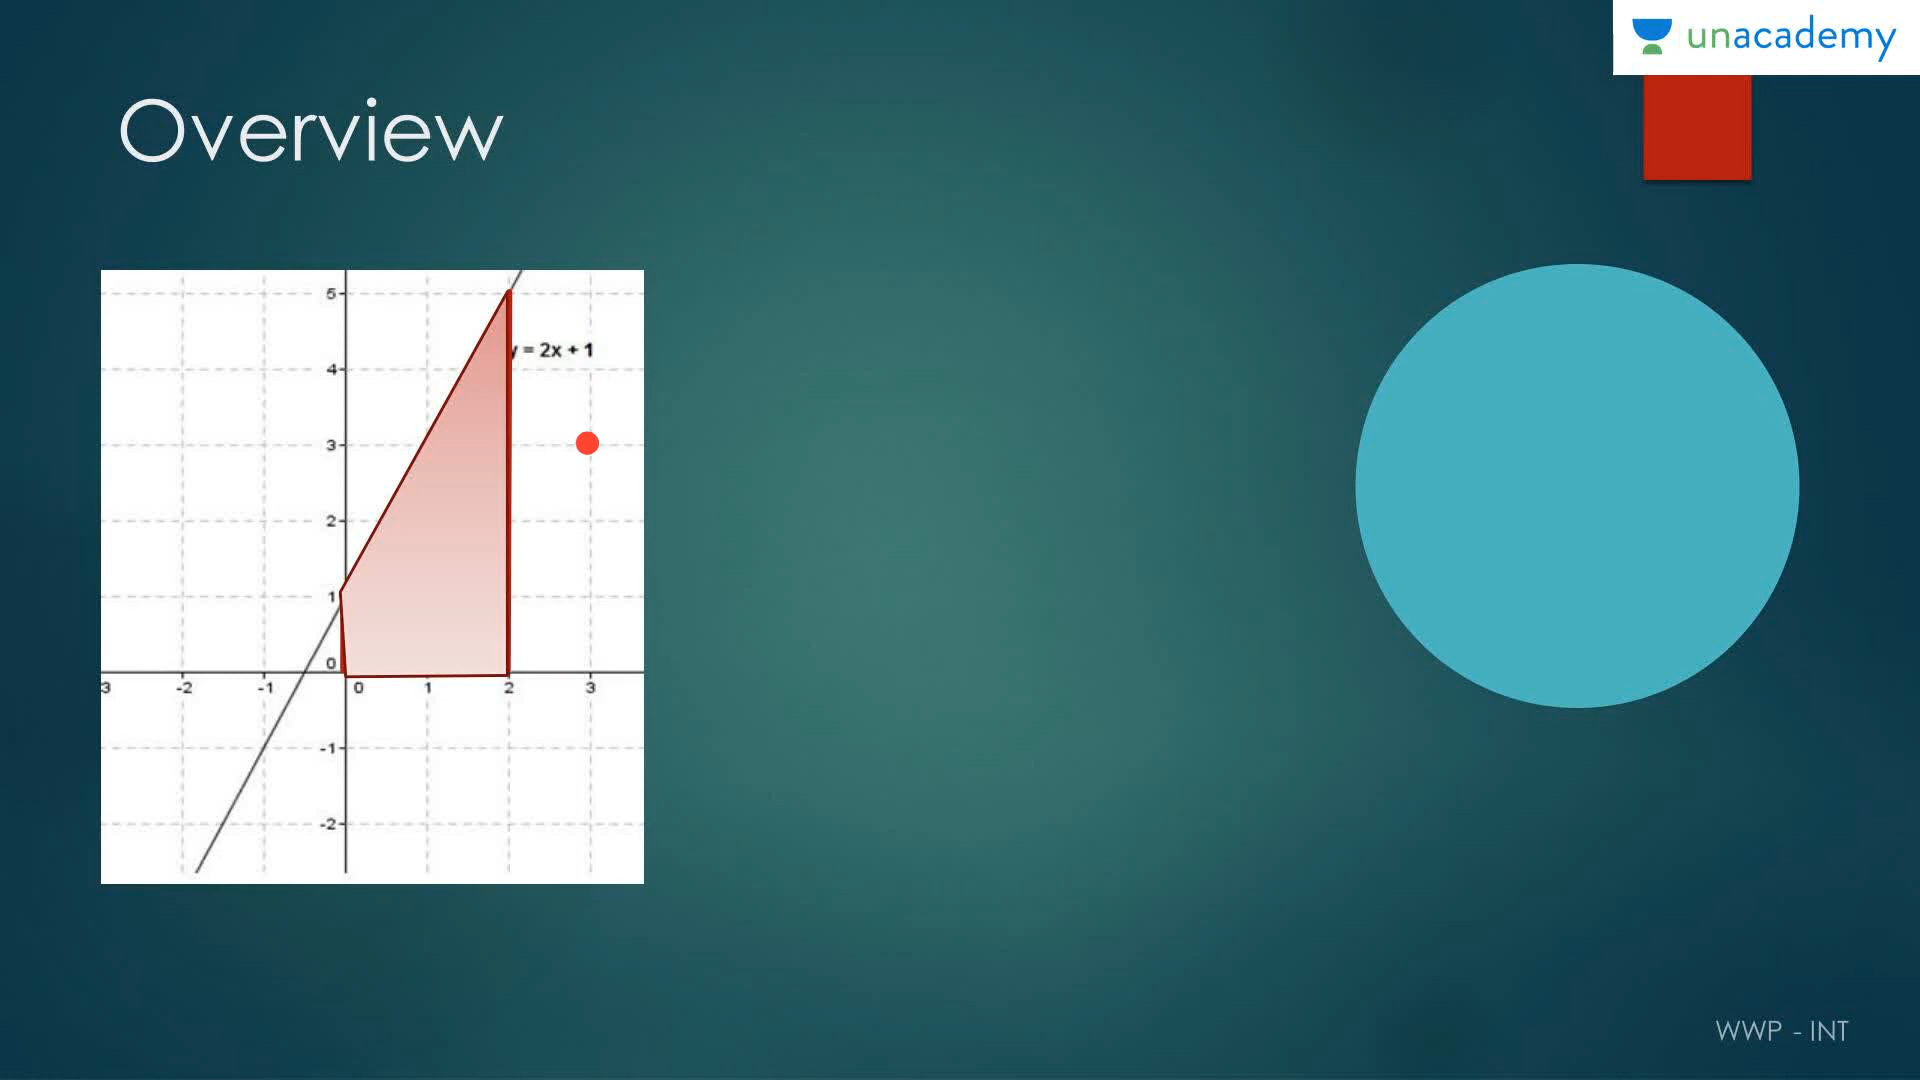 unacademy
Overview
5
y = 2x + 1
4
3
2
1
0
3 -2 -1 0 1 2 3
-1
-2
WWP - INT